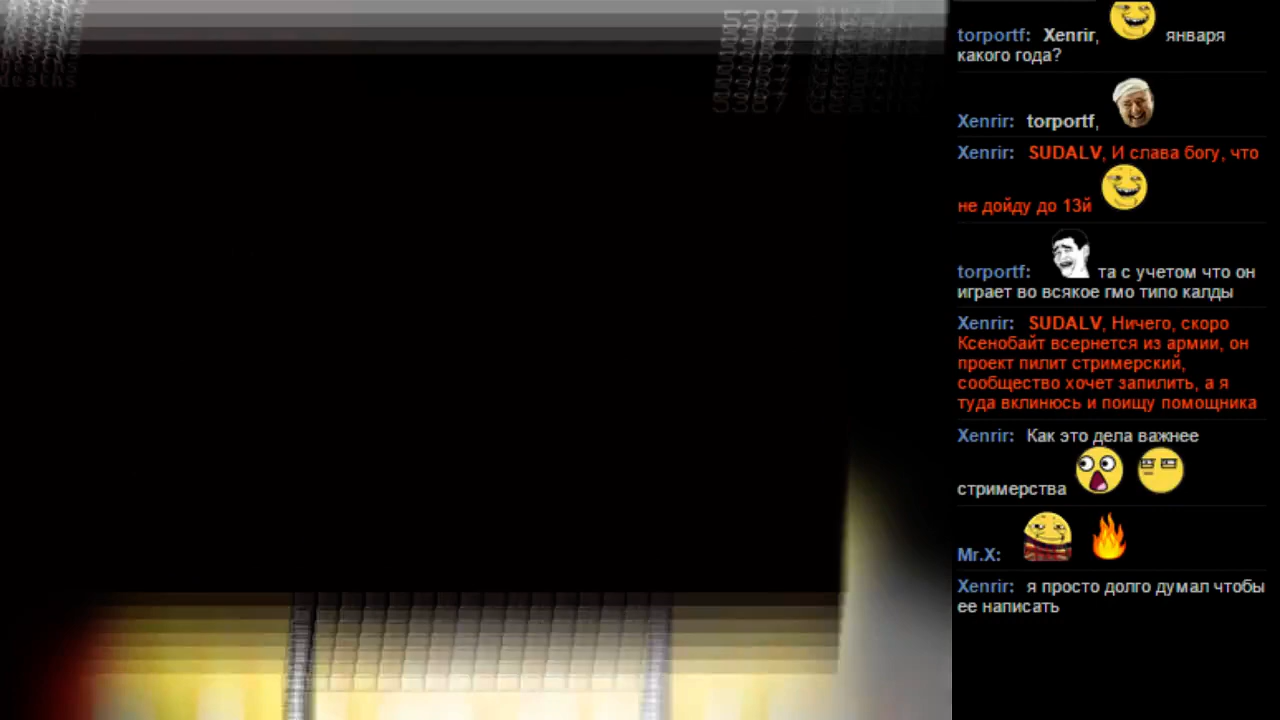 5387
deaths
torportf: Xenrir, января
какого года?
Xenrir: torportf,
Xenrir: SUDALV, И слава богу, что
не дойду до 13й
torportf: та с учетом что он
играет во всякое гмо типо калды
Xenrir: SUDALV, Ничего, скоро
Ксенобайт всернется из армии, он
проект пилит стримерский,
сообщество хочет запилить, а я
туда вклинюсь и поищу помощника
Xenrir: Как это дела важнее
стримерства
Mr.X:
Xenrir: я просто долго думал чтобы
ее написать